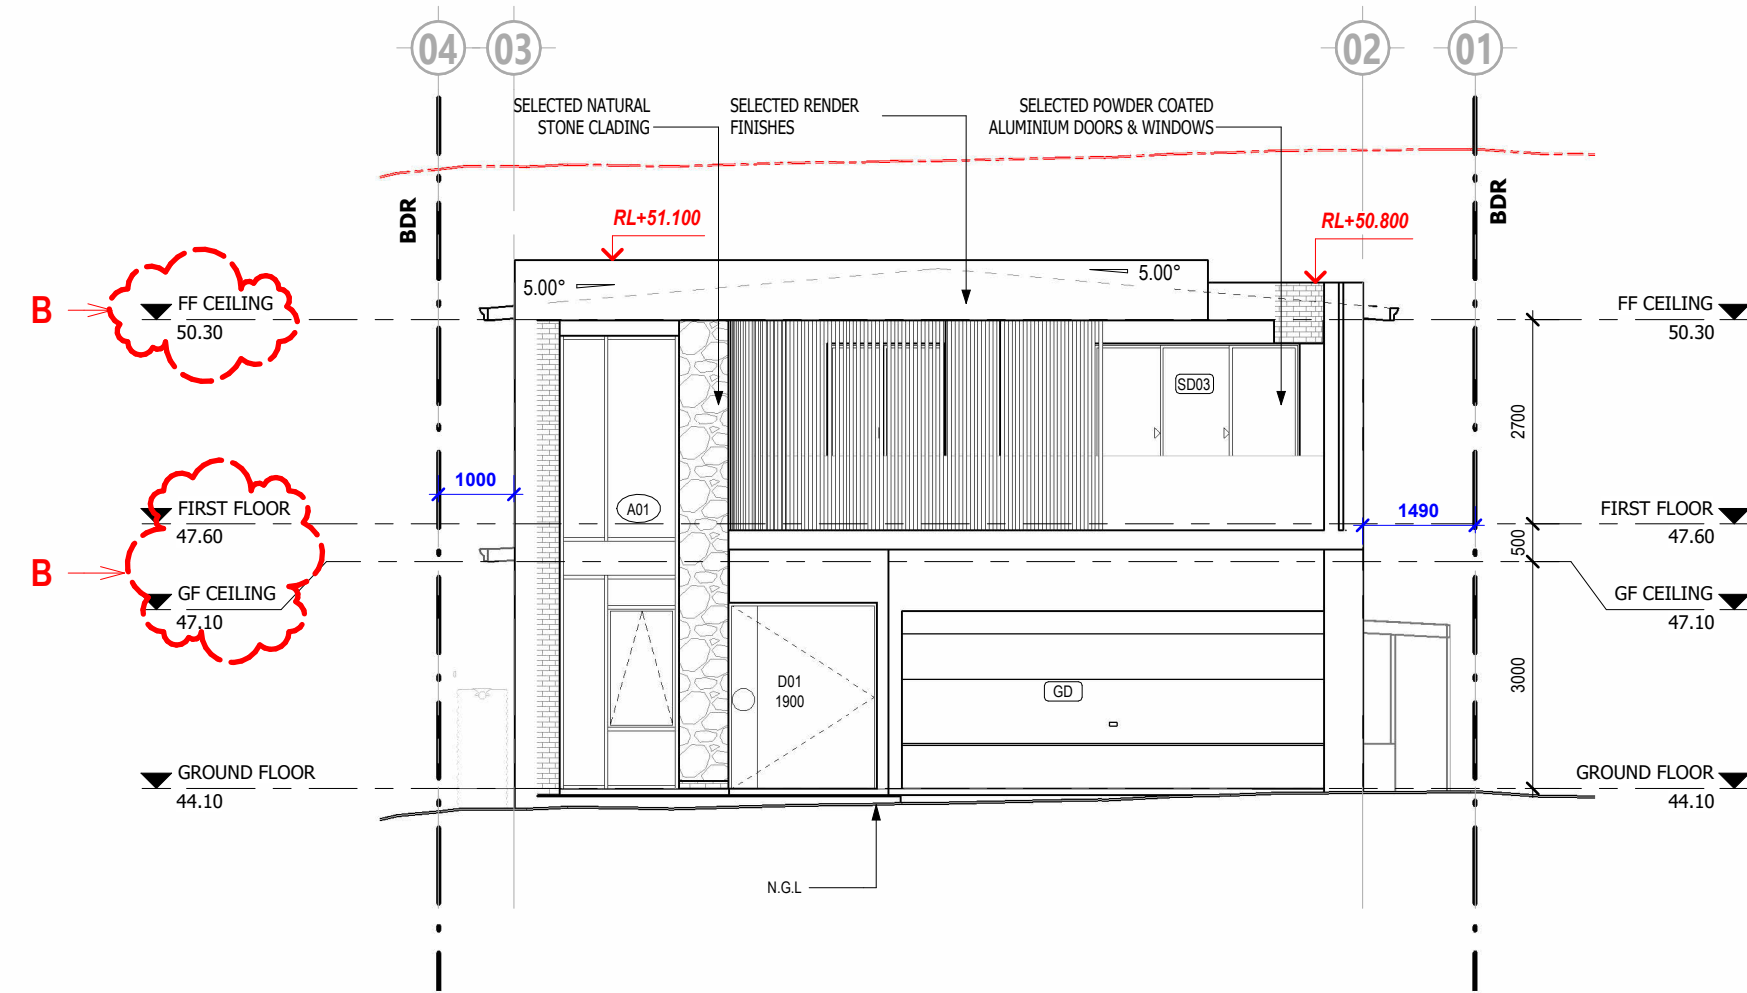 04
03
02
01
SELECTED NATURAL
STONE CLADING
SELECTED RENDER
FINISHES
SELECTED POWDER COATED
ALUMINIUM DOORS & WINDOWS
BDR
BDR
RL+51.100
RL+50.800
5.00°
5.00°
B
FF CEILING
50.30
FF CEILING
50.30
SD03
2700
1000
A01
FIRST FLOOR
47.60
1490
FIRST FLOOR
47.60
500
B
GF CEILING
47.10
GF CEILING
47.10
D01
1900
GD
3000
GROUND FLOOR
44.10
GROUND FLOOR
44.10
N.G.L